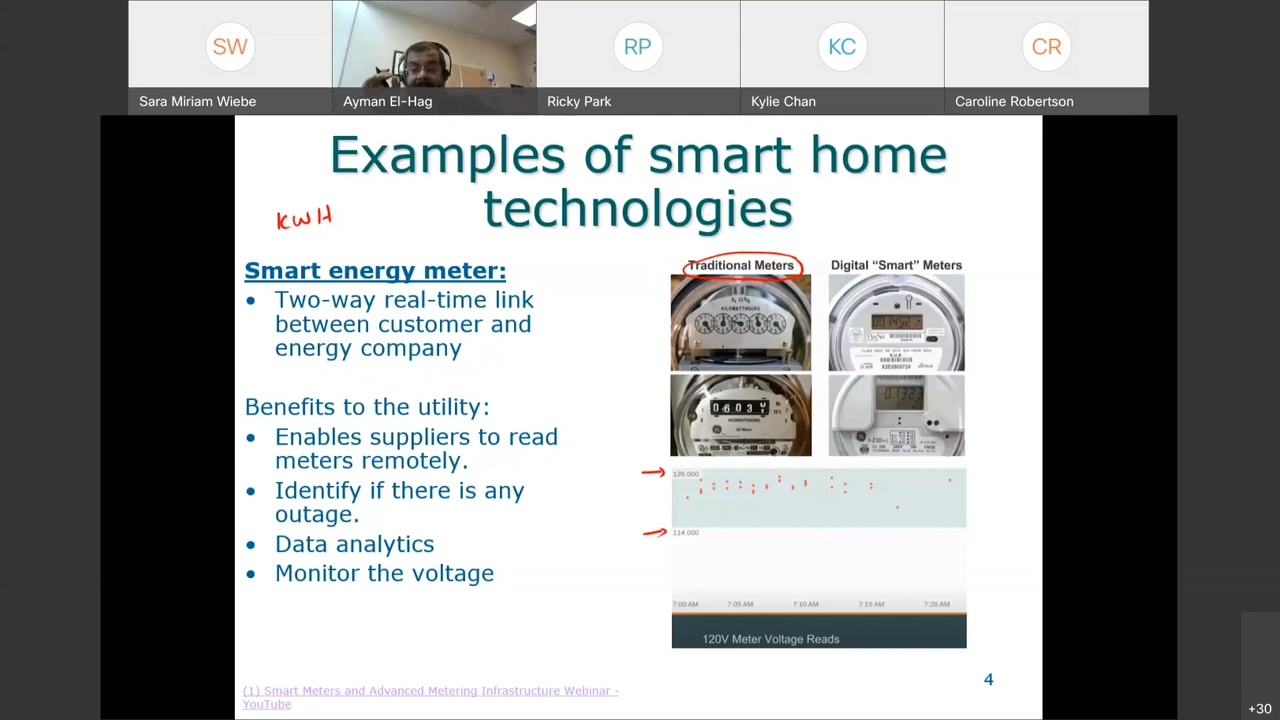 SW
RP
KC
CR
Sara Miriam Wiebe
Ayman El-Hag
Ricky Park
Kylie Chan
Caroline Robertson
Examples of smart home
technologies
KWH
Smart energy meter:
• Two-way real-time link
between customer and
energy company
Benefits to the utility:
• Enables suppliers to read
meters remotely.
• Identify if there is any
outage.
• Data analytics
• Monitor the voltage
Traditional Meters
Digital “Smart” Meters
KILOWATTHOURS
KILOWATTHOURS
126.000
114.000
7:00 AM 7:05 AM 7:10 AM 7:15 AM 7:20 AM
120V Meter Voltage Reads
4
(1) Smart Meters and Advanced Metering Infrastructure Webinar -
YouTube
+30